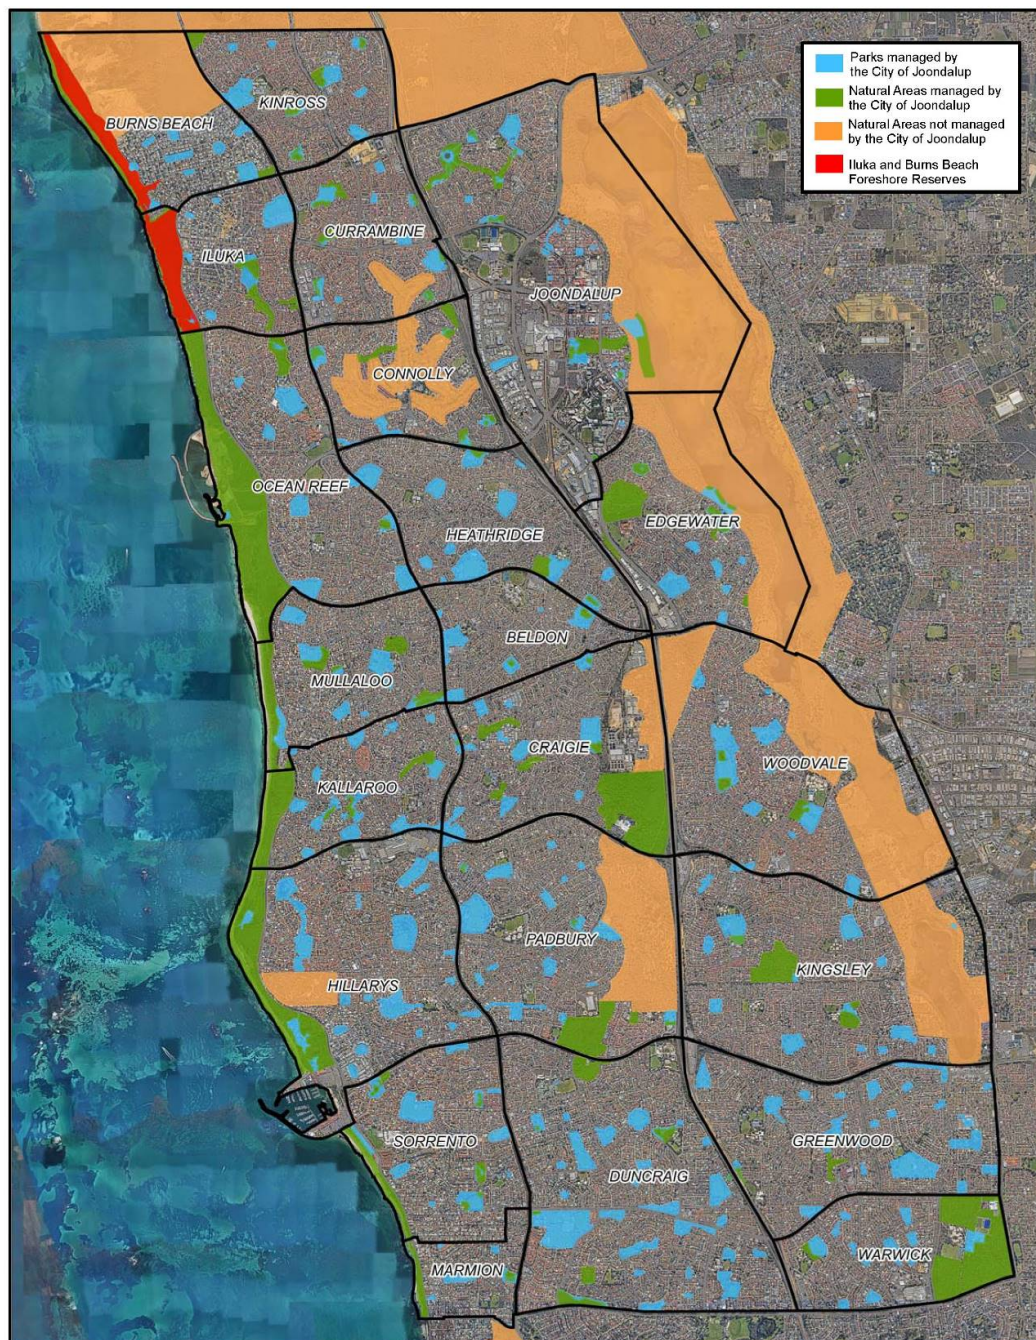 Parks managed by
the City of Joondalup
Natural Areas managed by
the City of Joondalup
Natural Areas not managed
by the City of Joondalup
Iluka and Burns Beach
Foreshore Reserves
KINROSS
BURNS BEACH
CURRAMBINE
ILUKA
JOONDALUP
CONNOLLY
OCEAN REEF
EDGEWATER
HEATHRIDGE
BELDON
MULLALOO
CRAIGIE
WOODVALE
KALLAROO
PADBURY
KINGSLEY
HILLARYS
SORRENTO
GREENWOOD
DUNCRAIG
WARWICK
MARMION